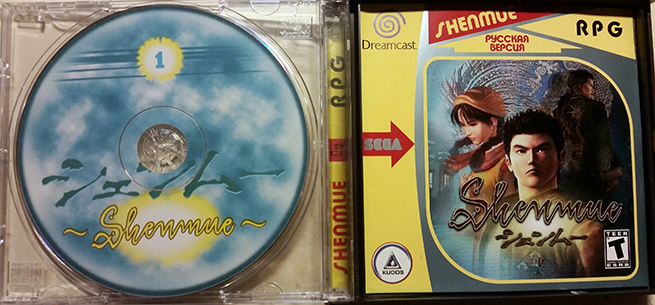 1
シェンムー
~ Shenmue ~
SHENMUE
RPG
Dreamcast
SHENMUE
РУССКАЯ
ВЕРСИЯ
RPG
SEGA
Shenmue
シェンムー
KUDOS
TEEN
T
ESRB